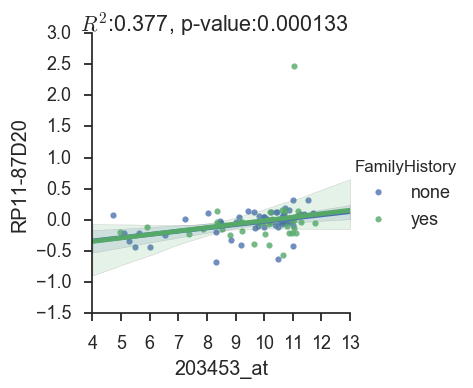 R²:0.377, p-value:0.000133
3.0
2.5
2.0
1.5
1.0
0.5
0.0
−0.5
−1.0
−1.5
RP11-87D20
4 5 6 7 8 9 10 11 12 13
203453_at
FamilyHistory
none
yes